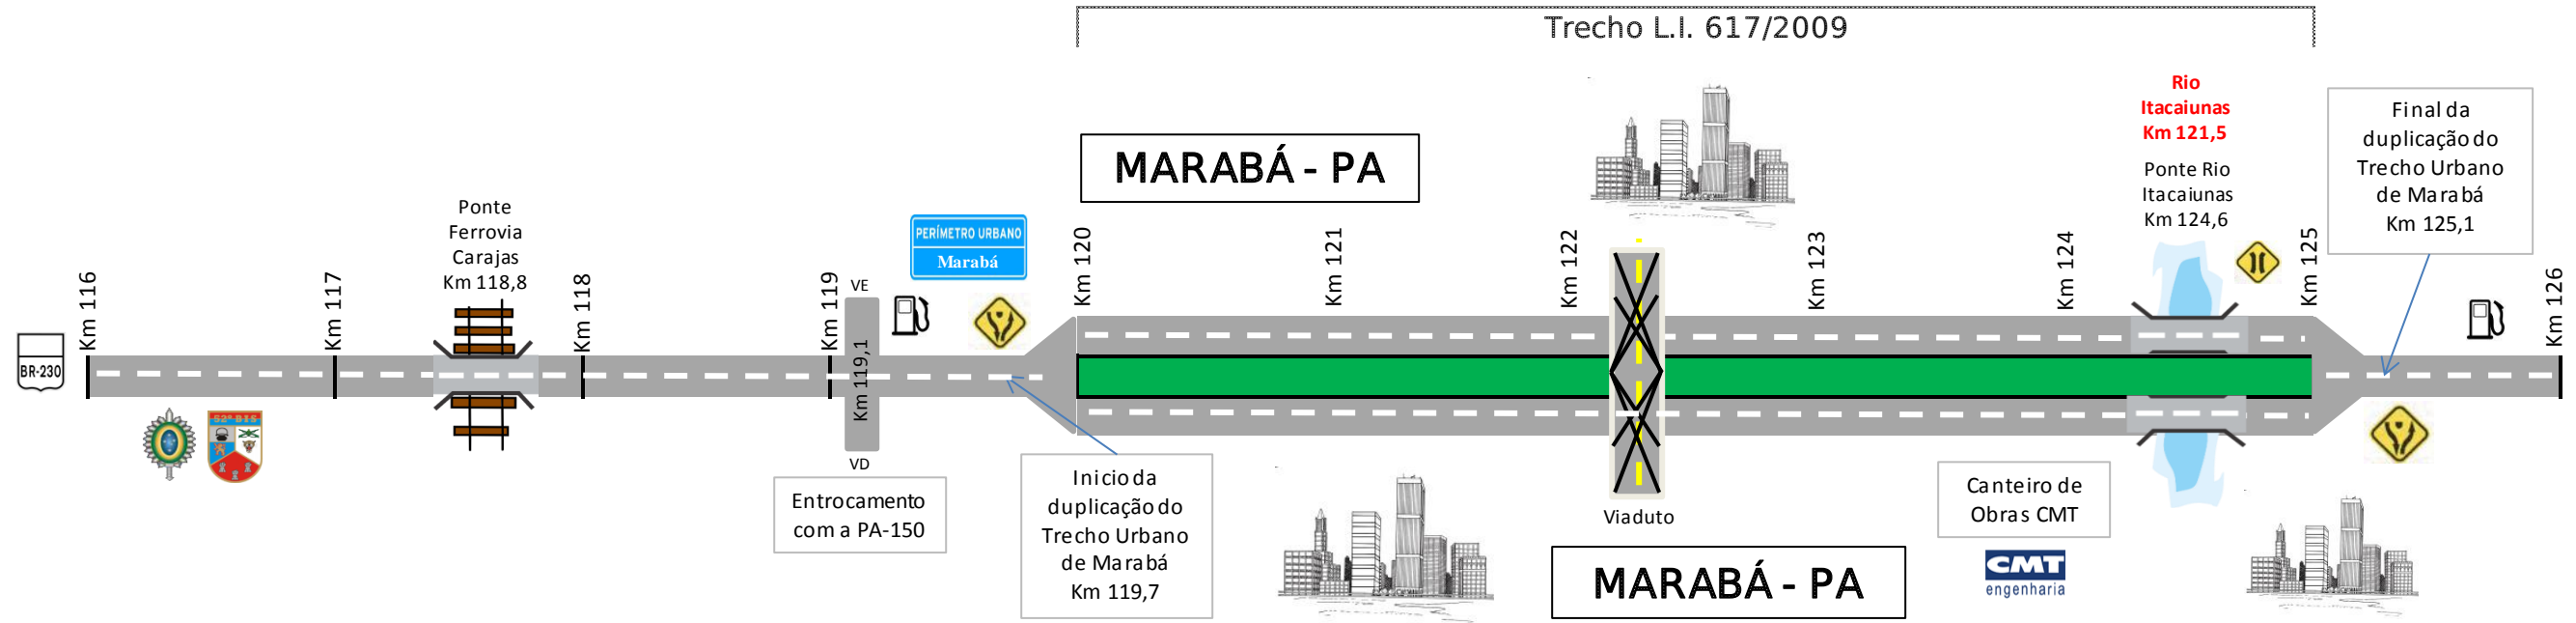 Trecho L.I. 617/2009
MARABÁ - PA
Rio
Itacaiunas
Km 121,5
Ponte Rio
Itacaiunas
Km 124,6
Final da
duplicação do
Trecho Urbano
de Marabá
Km 125,1
Ponte
Ferrovia
Carajas
Km 118,8
PERÍMETRO URBANO
Marabá
Km 116
Km 117
Km 118
Km 119
VE
Km 120
Km 121
Km 122
Km 123
Km 124
Km 125
Km 126
BR-230
Km 119,1
52º BIS
VD
Entrocamento
com a PA-150
Inicio da
duplicação do
Trecho Urbano
de Marabá
Km 119,7
Viaduto
MARABÁ - PA
Canteiro de
Obras CMT
CMT
engenharia